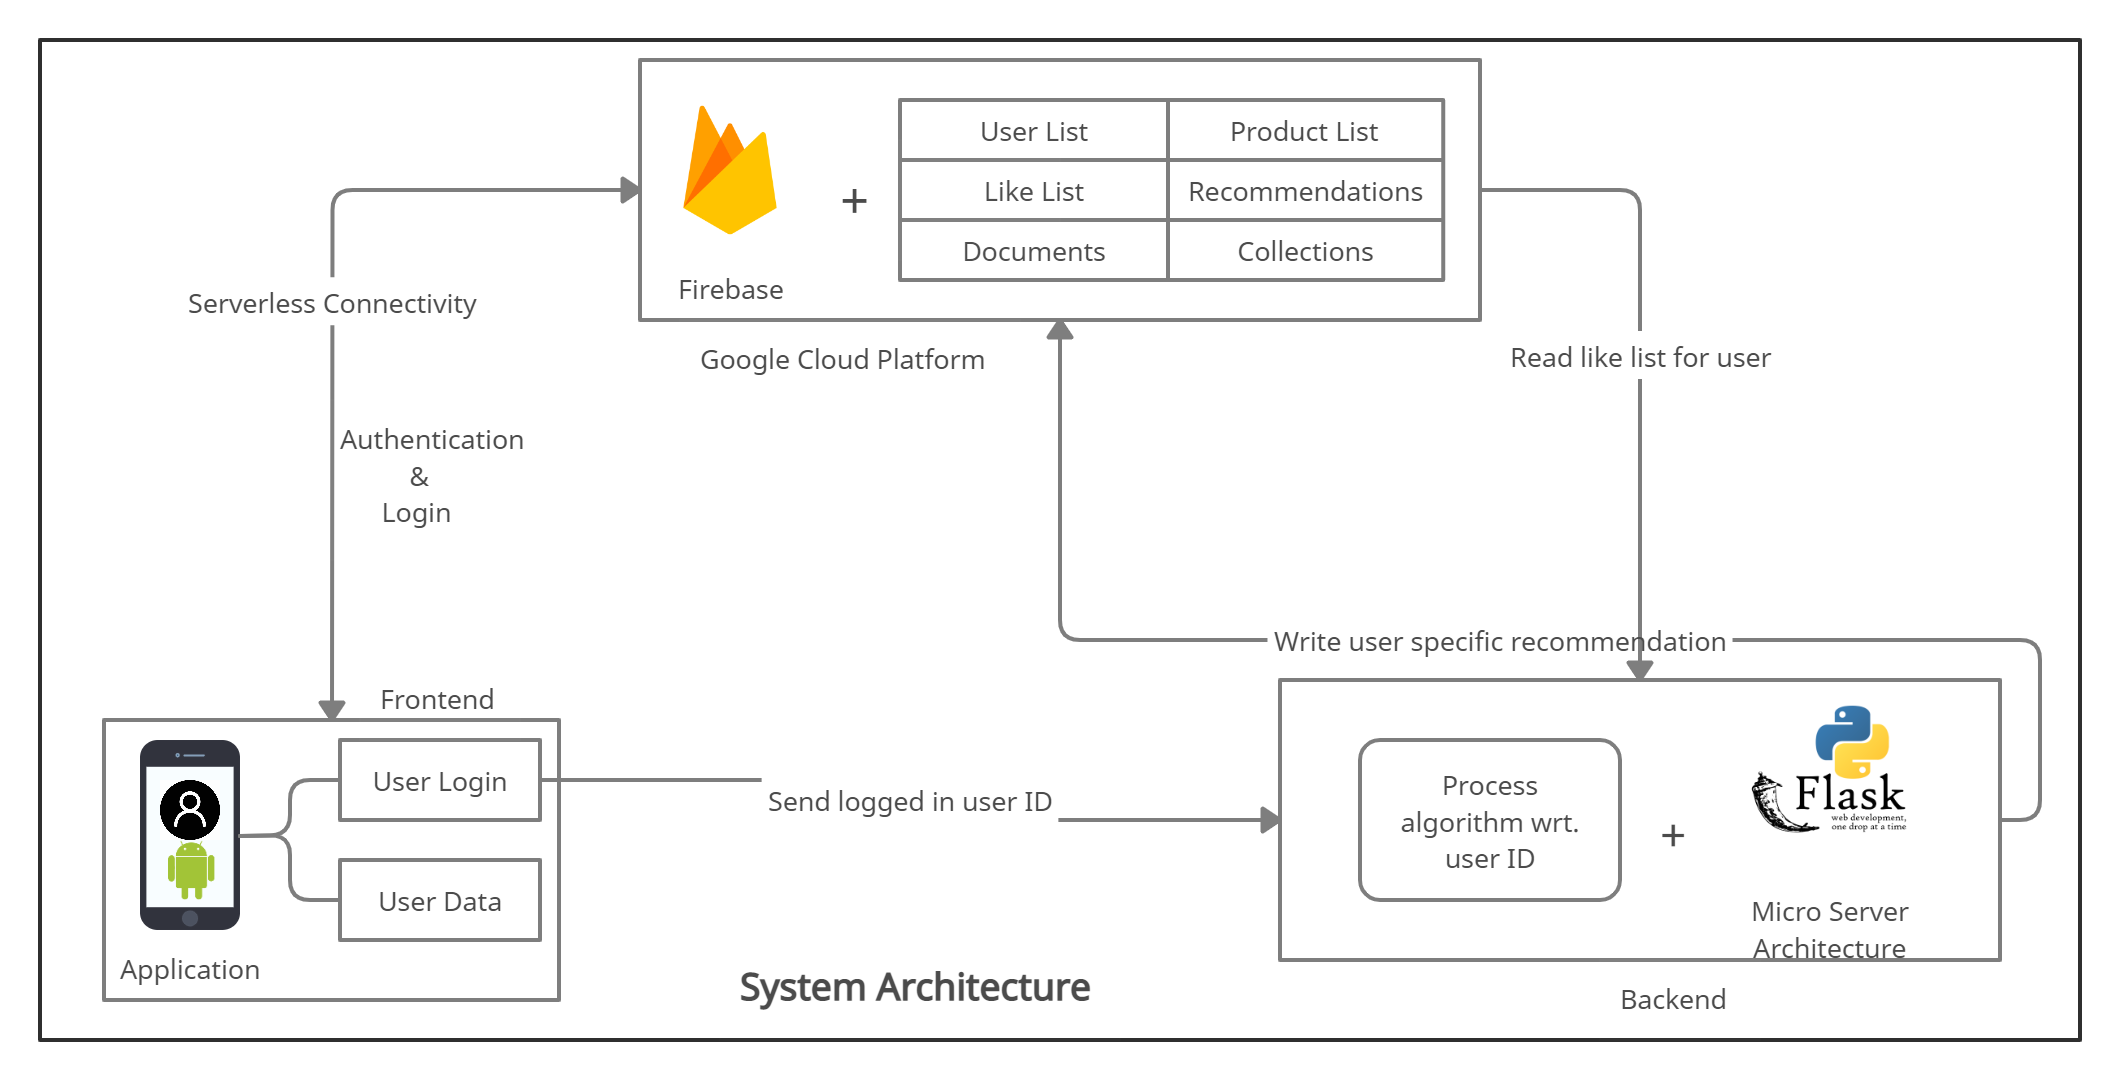 User List
Product List
Like List
Recommendations
Documents
Collections
+
Firebase
Google Cloud Platform
Serverless Connectivity
Read like list for user
Authentication
&
Login
Write user specific recommendation
Frontend
User Login
User Data
Application
Send logged in user ID
Process
algorithm wrt.
user ID
+
Flask
web development,
one drop at a time
Micro Server
Architecture
Backend
System Architecture